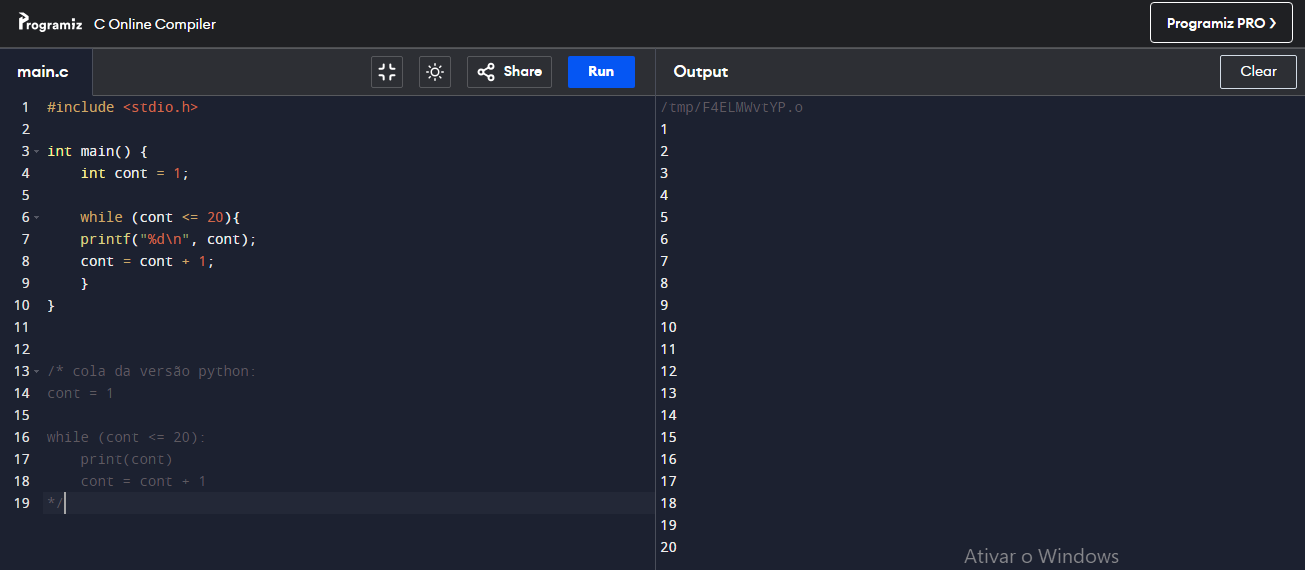 Programiz C Online Compiler
Programiz PRO >
main.c
Share
Run
Output
Clear
1 #include <stdio.h>
2
3 int main() {
4     int cont = 1;
5
6     while (cont <= 20){
7     printf("%d\n", cont);
8     cont = cont + 1;
9     }
10 }
11
12
13 /* cola da versão python:
14 cont = 1
15
16 while (cont <= 20):
17     print(cont)
18     cont = cont + 1
19 */
/tmp/F4ELMWvtYP.o
1
2
3
4
5
6
7
8
9
10
11
12
13
14
15
16
17
18
19
20
Ativar o Windows